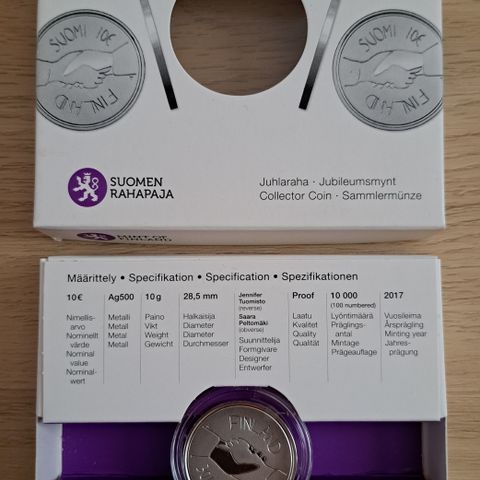 SUOMI 10€
FINLAND
SUOMI 10€
FINLAND
SUOMEN
RAHAPAJA
Juhlaraha · Jubileumsmynt
Collector Coin · Sammlermünze
MINT OF
FINLAND
Määrittely • Specifikation • Specification • Spezifikationen
10€
Nimellis-
arvo
Nominellt
värde
Nominal
value
Nominal-
wert
Ag500
Metalli
Metall
Metal
Metall
10 g
Paino
Vikt
Weight
Gewicht
28,5 mm
Halkaisija
Diameter
Diameter
Durchmesser
Jennifer
Tuomisto
(reverse)
Saara
Peltomäki
(obverse)
Suunnittelija
Formgivare
Designer
Entwerfer
Proof
Laatu
Kvalitet
Quality
Qualität
10 000
(100 numbered)
Lyöntimäärä
Präglings-
antal
Mintage
Prägeauflage
2017
Vuosileima
Årsprägling
Minting year
Jahres-
prägung
FINLAND